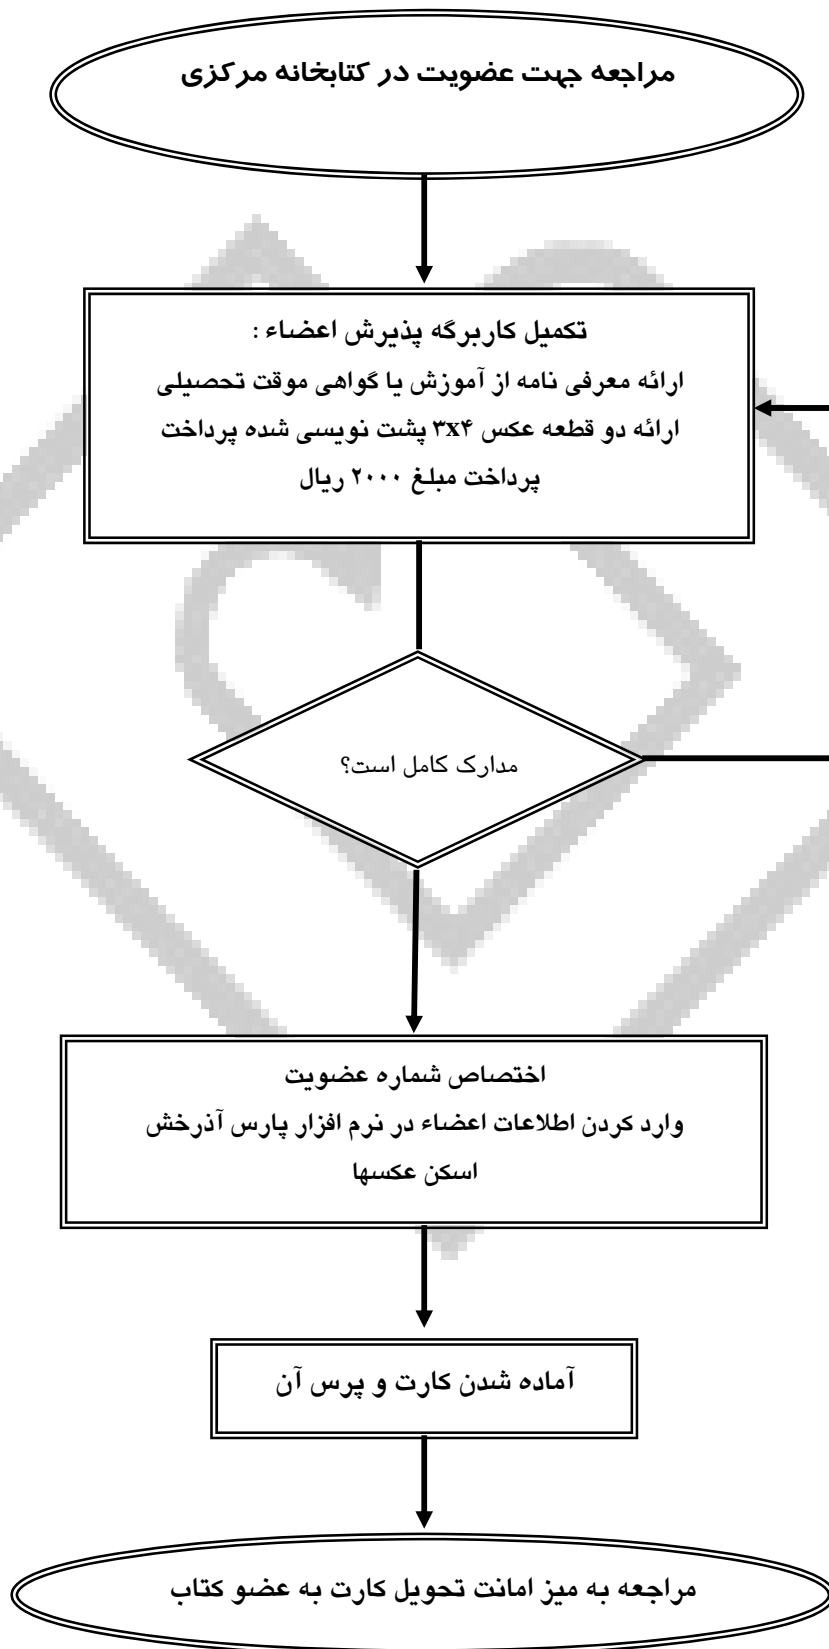 مراجعه جهت عضویت در کتابخانه مرکزی
تکمیل کاربرگه پذیرش اعضاء :
ارائه معرفی نامه از آموزش یا گواهی موقت تحصیلی
ارائه دو قطعه عکس ۳x۴ پشت نویسی شده پرداخت
پرداخت مبلغ ۲۰۰۰ ریال
مدارک کامل است؟
اختصاص شماره عضویت
وارد کردن اطلاعات اعضاء در نرم افزار پارس آذرخش
اسکن عکسها
آماده شدن کارت و پرس آن
مراجعه به میز امانت تحویل کارت به عضو کتاب